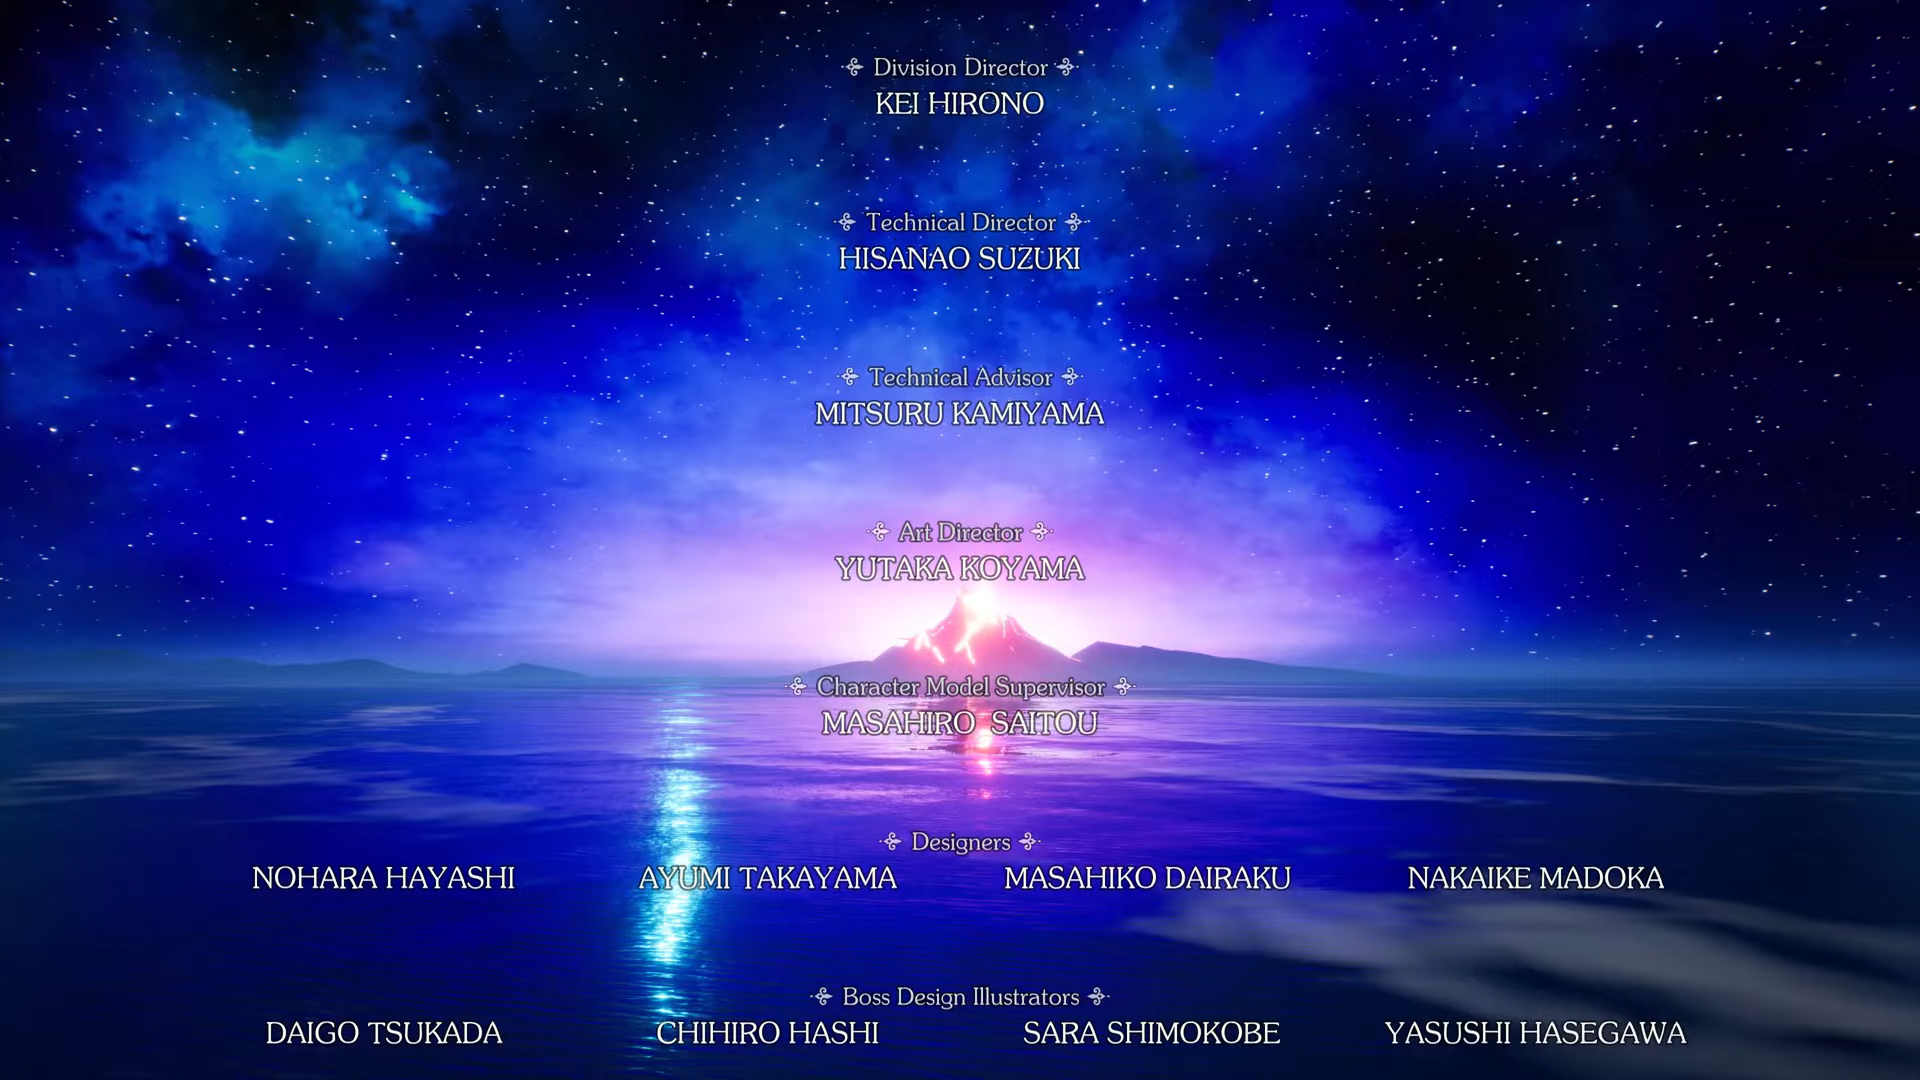 Division Director
KEI HIRONO
Technical Director
HISANAO SUZUKI
Technical Advisor
MITSURU KAMIYAMA
Art Director
YUTAKA KOYAMA
Character Model Supervisor
MASAHIRO SAITOU
Designers
NOHARA HAYASHI AYUMI TAKAYAMA MASAHIKO DAIRAKU NAKAIKE MADOKA
Boss Design Illustrators
DAIGO TSUKADA CHIHIRO HASHI SARA SHIMOKOBE YASUSHI HASEGAWA